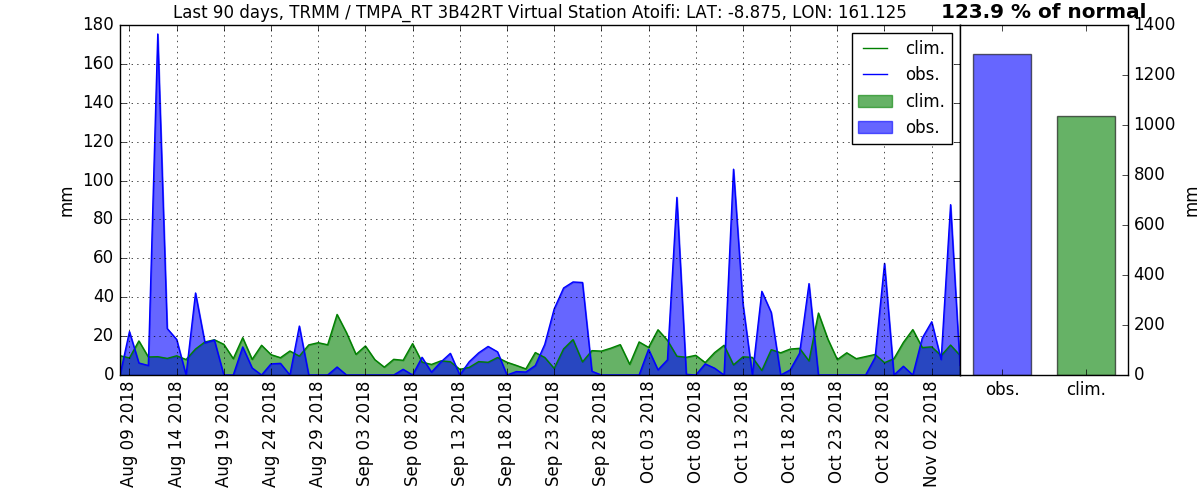 Last 90 days, TRMM / TMPA_RT 3B42RT Virtual Station Atoifi: LAT: -8.875, LON: 161.125
123.9 % of normal
180
160
140
120
100
80
60
40
20
0
mm
clim.
obs.
clim.
obs.
Aug 09 2018
Aug 14 2018
Aug 19 2018
Aug 24 2018
Aug 29 2018
Sep 03 2018
Sep 08 2018
Sep 13 2018
Sep 18 2018
Sep 23 2018
Sep 28 2018
Oct 03 2018
Oct 08 2018
Oct 13 2018
Oct 18 2018
Oct 23 2018
Oct 28 2018
Nov 02 2018
obs.
clim.
1400
1200
1000
800
600
400
200
0
mm